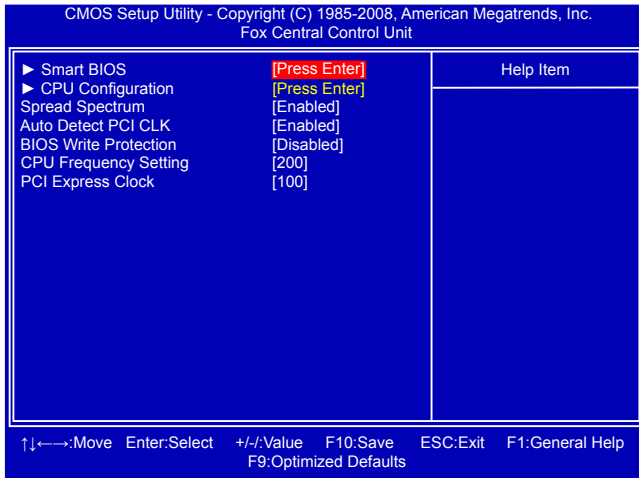 CMOS Setup Utility - Copyright (C) 1985-2008, American Megatrends, Inc.
Fox Central Control Unit
► Smart BIOS [Press Enter] Help Item
► CPU Configuration [Press Enter]
Spread Spectrum [Enabled]
Auto Detect PCI CLK [Enabled]
BIOS Write Protection [Disabled]
CPU Frequency Setting [200]
PCI Express Clock [100]
↑↓←→:Move Enter:Select +/-/:Value F10:Save ESC:Exit F1:General Help
F9:Optimized Defaults